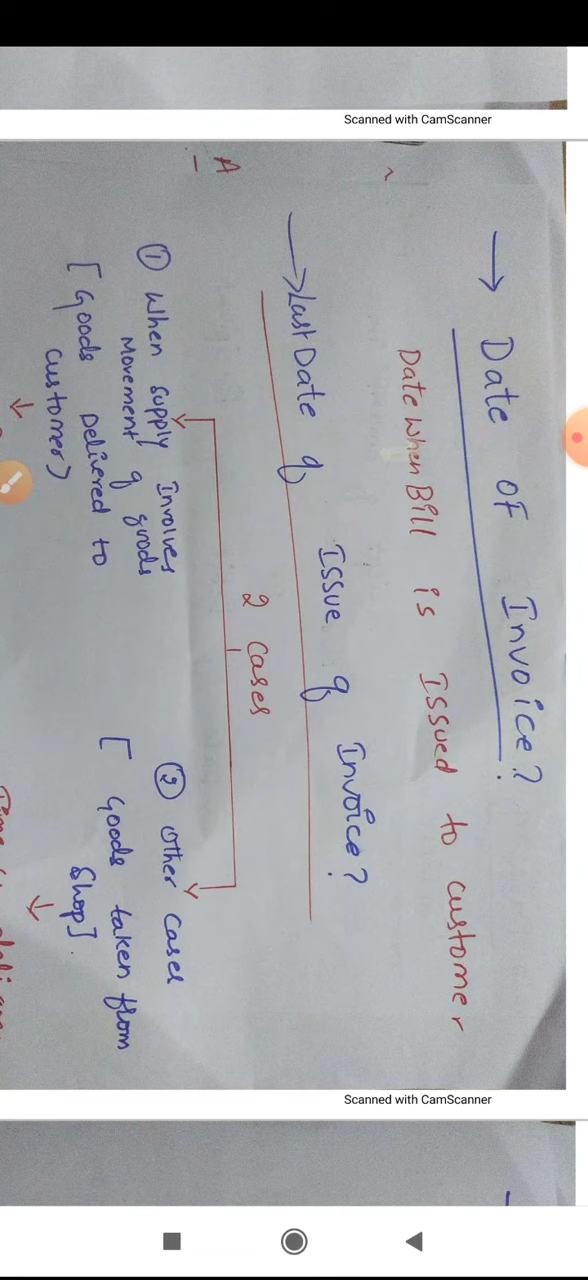 Scanned with CamScanner
A
→ Date OF Invoice?
Date when Bill is Issued to customer
→ Last Date of Issue of Invoice?
2 cases
① When supply Involves
Movement of goods
[ Goods Delivered to
customer)
② Other cases
[ Goods taken from
Shop].
Scanned with CamScanner